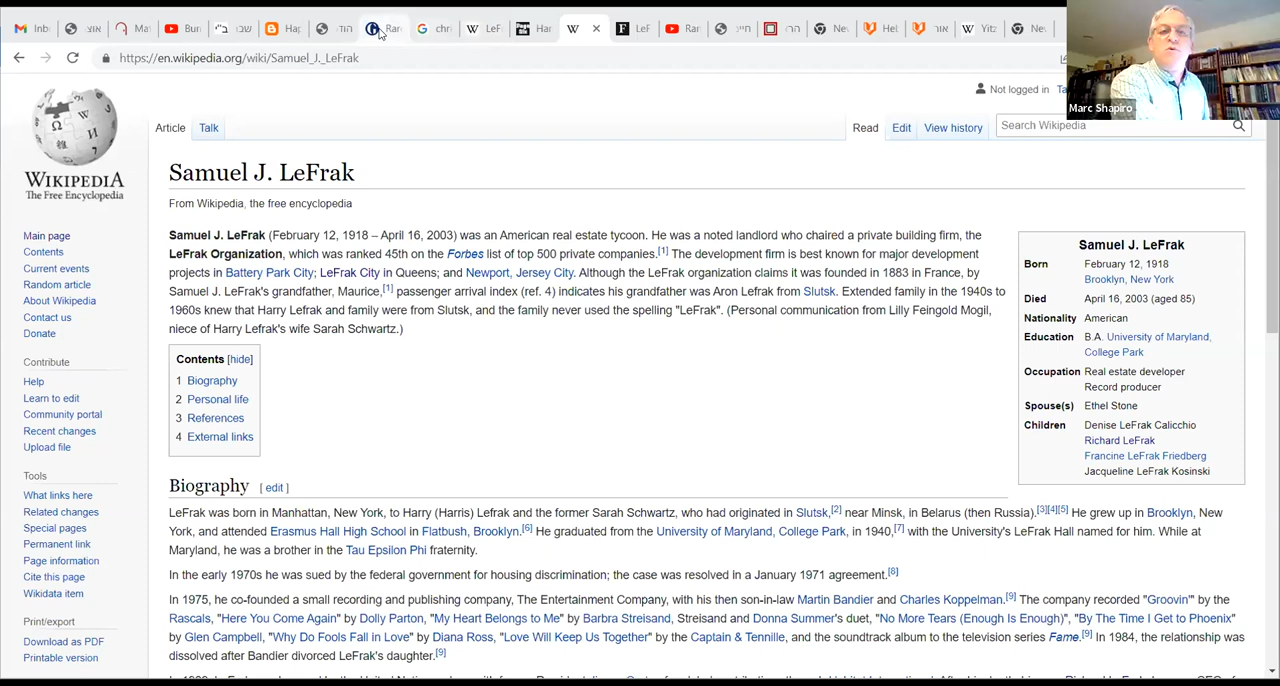 Inb
אוצ
Ma
Bun
שבו
Hap
הוד
Rar
chr
LeF
Har
LeF
Rar
חייכ
הרו
Nev
Hel
אור
Yitz
Nev
https://en.wikipedia.org/wiki/Samuel_J._LeFrak
Marc Shapiro
WIKIPEDIA
The Free Encyclopedia
Main page
Contents
Current events
Random article
About Wikipedia
Contact us
Donate
Contribute
Help
Learn to edit
Community portal
Recent changes
Upload file
Tools
What links here
Related changes
Special pages
Permanent link
Page information
Cite this page
Wikidata item
Print/export
Download as PDF
Printable version
Not logged in Ta
Article Talk
Read Edit View history
Search Wikipedia
Samuel J. LeFrak
From Wikipedia, the free encyclopedia
Samuel J. LeFrak (February 12, 1918 – April 16, 2003) was an American real estate tycoon. He was a noted landlord who chaired a private building firm, the
LeFrak Organization, which was ranked 45th on the Forbes list of top 500 private companies.[1] The development firm is best known for major development
projects in Battery Park City; LeFrak City in Queens; and Newport, Jersey City. Although the LeFrak organization claims it was founded in 1883 in France, by
Samuel J. LeFrak's grandfather, Maurice,[1] passenger arrival index (ref. 4) indicates his grandfather was Aron Lefrak from Slutsk. Extended family in the 1940s to
1960s knew that Harry Lefrak and family were from Slutsk, and the family never used the spelling "LeFrak". (Personal communication from Lilly Feingold Mogil,
niece of Harry Lefrak's wife Sarah Schwartz.)
Samuel J. LeFrak
Born February 12, 1918
Brooklyn, New York
Died April 16, 2003 (aged 85)
Nationality American
Education B.A. University of Maryland,
College Park
Occupation Real estate developer
Record producer
Spouse(s) Ethel Stone
Children Denise LeFrak Calicchio
Richard LeFrak
Francine LeFrak Friedberg
Jacqueline LeFrak Kosinski
Contents [hide]
1 Biography
2 Personal life
3 References
4 External links
Biography [ edit ]
LeFrak was born in Manhattan, New York, to Harry (Harris) Lefrak and the former Sarah Schwartz, who had originated in Slutsk,[2] near Minsk, in Belarus (then Russia).[3][4][5] He grew up in Brooklyn, New
York, and attended Erasmus Hall High School in Flatbush, Brooklyn.[6] He graduated from the University of Maryland, College Park, in 1940,[7] with the University's LeFrak Hall named for him. While at
Maryland, he was a brother in the Tau Epsilon Phi fraternity.
In the early 1970s he was sued by the federal government for housing discrimination; the case was resolved in a January 1971 agreement.[8]
In 1975, he co-founded a small recording and publishing company, The Entertainment Company, with his then son-in-law Martin Bandier and Charles Koppelman.[9] The company recorded "Groovin'" by the
Rascals, "Here You Come Again" by Dolly Parton, "My Heart Belongs to Me" by Barbra Streisand, Streisand and Donna Summer's duet, "No More Tears (Enough Is Enough)", "By The Time I Get to Phoenix"
by Glen Campbell, "Why Do Fools Fall in Love" by Diana Ross, "Love Will Keep Us Together" by the Captain & Tennille, and the soundtrack album to the television series Fame.[9] In 1984, the relationship was
dissolved after Bandier divorced LeFrak's daughter.[9]